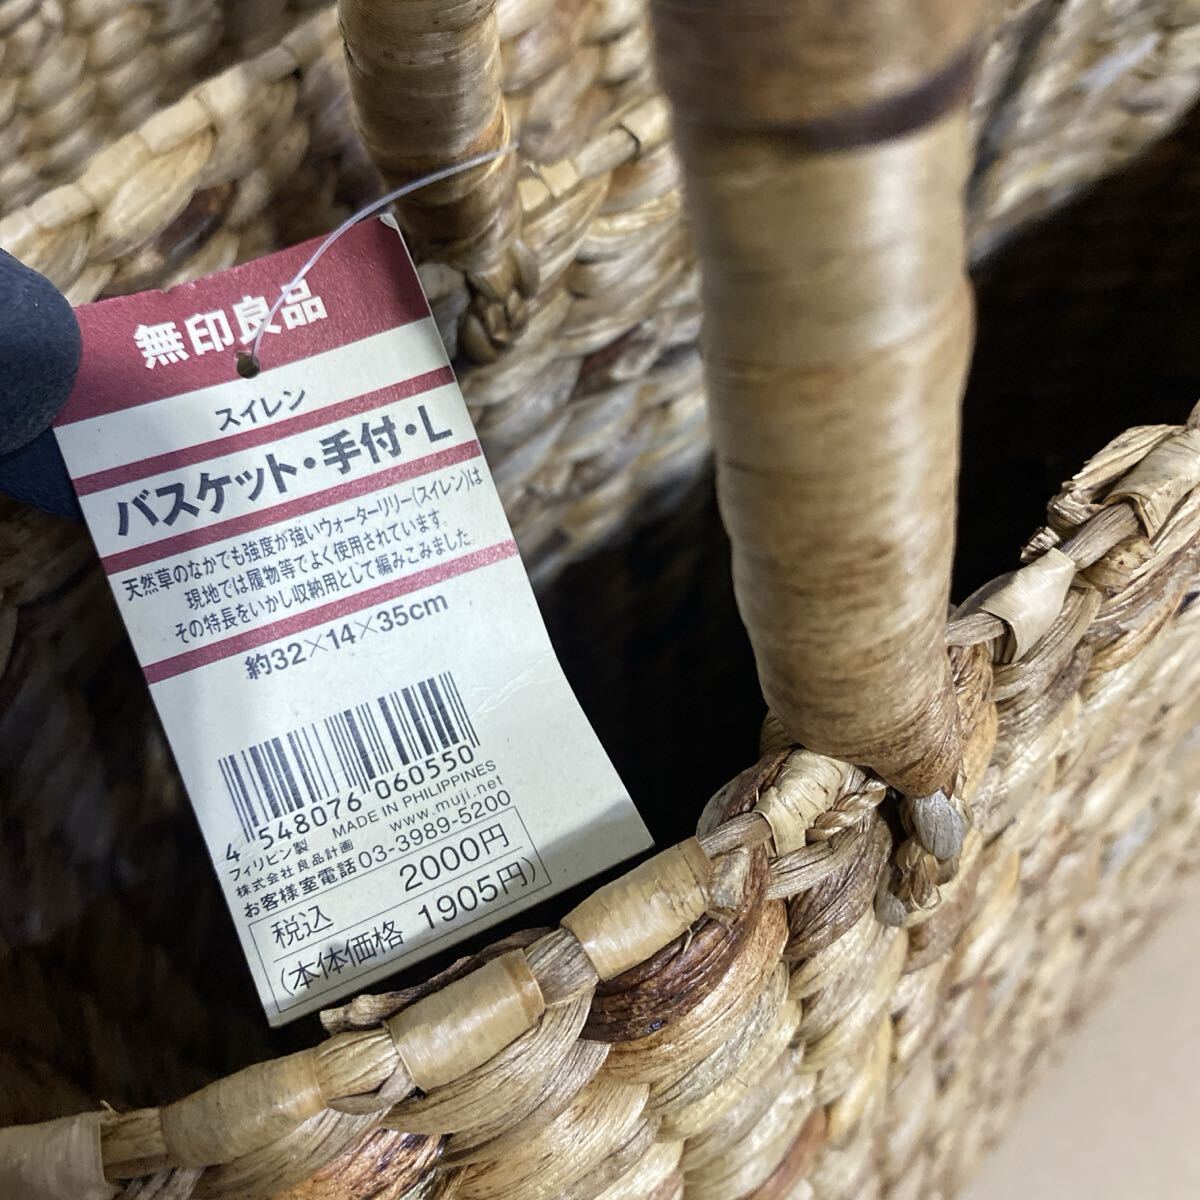 無印良品
スイレン
バスケット・手付・L
天然草のなかでも強度が強いウォーターリリー(スイレン)は
現地では履物等でよく使用されています。
その特長をいかし収納用として編みこみました。
約32×14×35cm
4 548076 060550
MADE IN PHILIPPINES
フィリピン製
www.muji.net
株式会社 良品計画
お客様室電話03-3989-5200
税込 2000円
(本体価格 1905円)